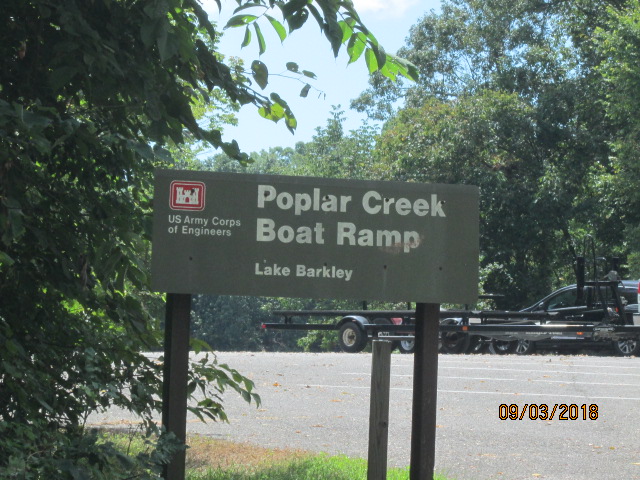 Poplar Creek
Boat Ramp
US Army Corps
of Engineers
Lake Barkley
09/03/2018